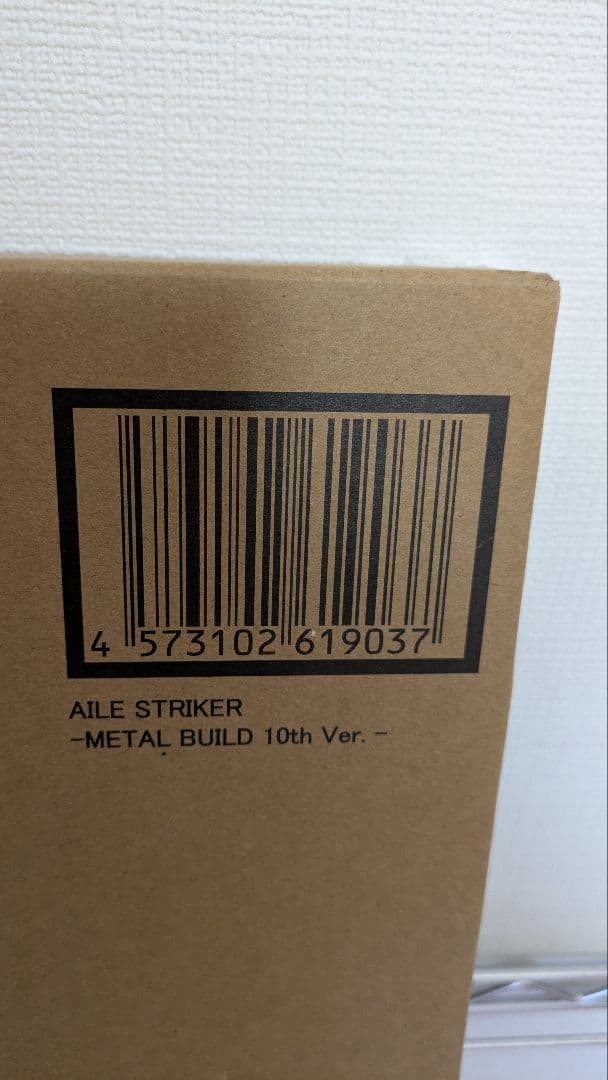 4 573102 619037
AILE STRIKER
-METAL BUILD 10th Ver. -